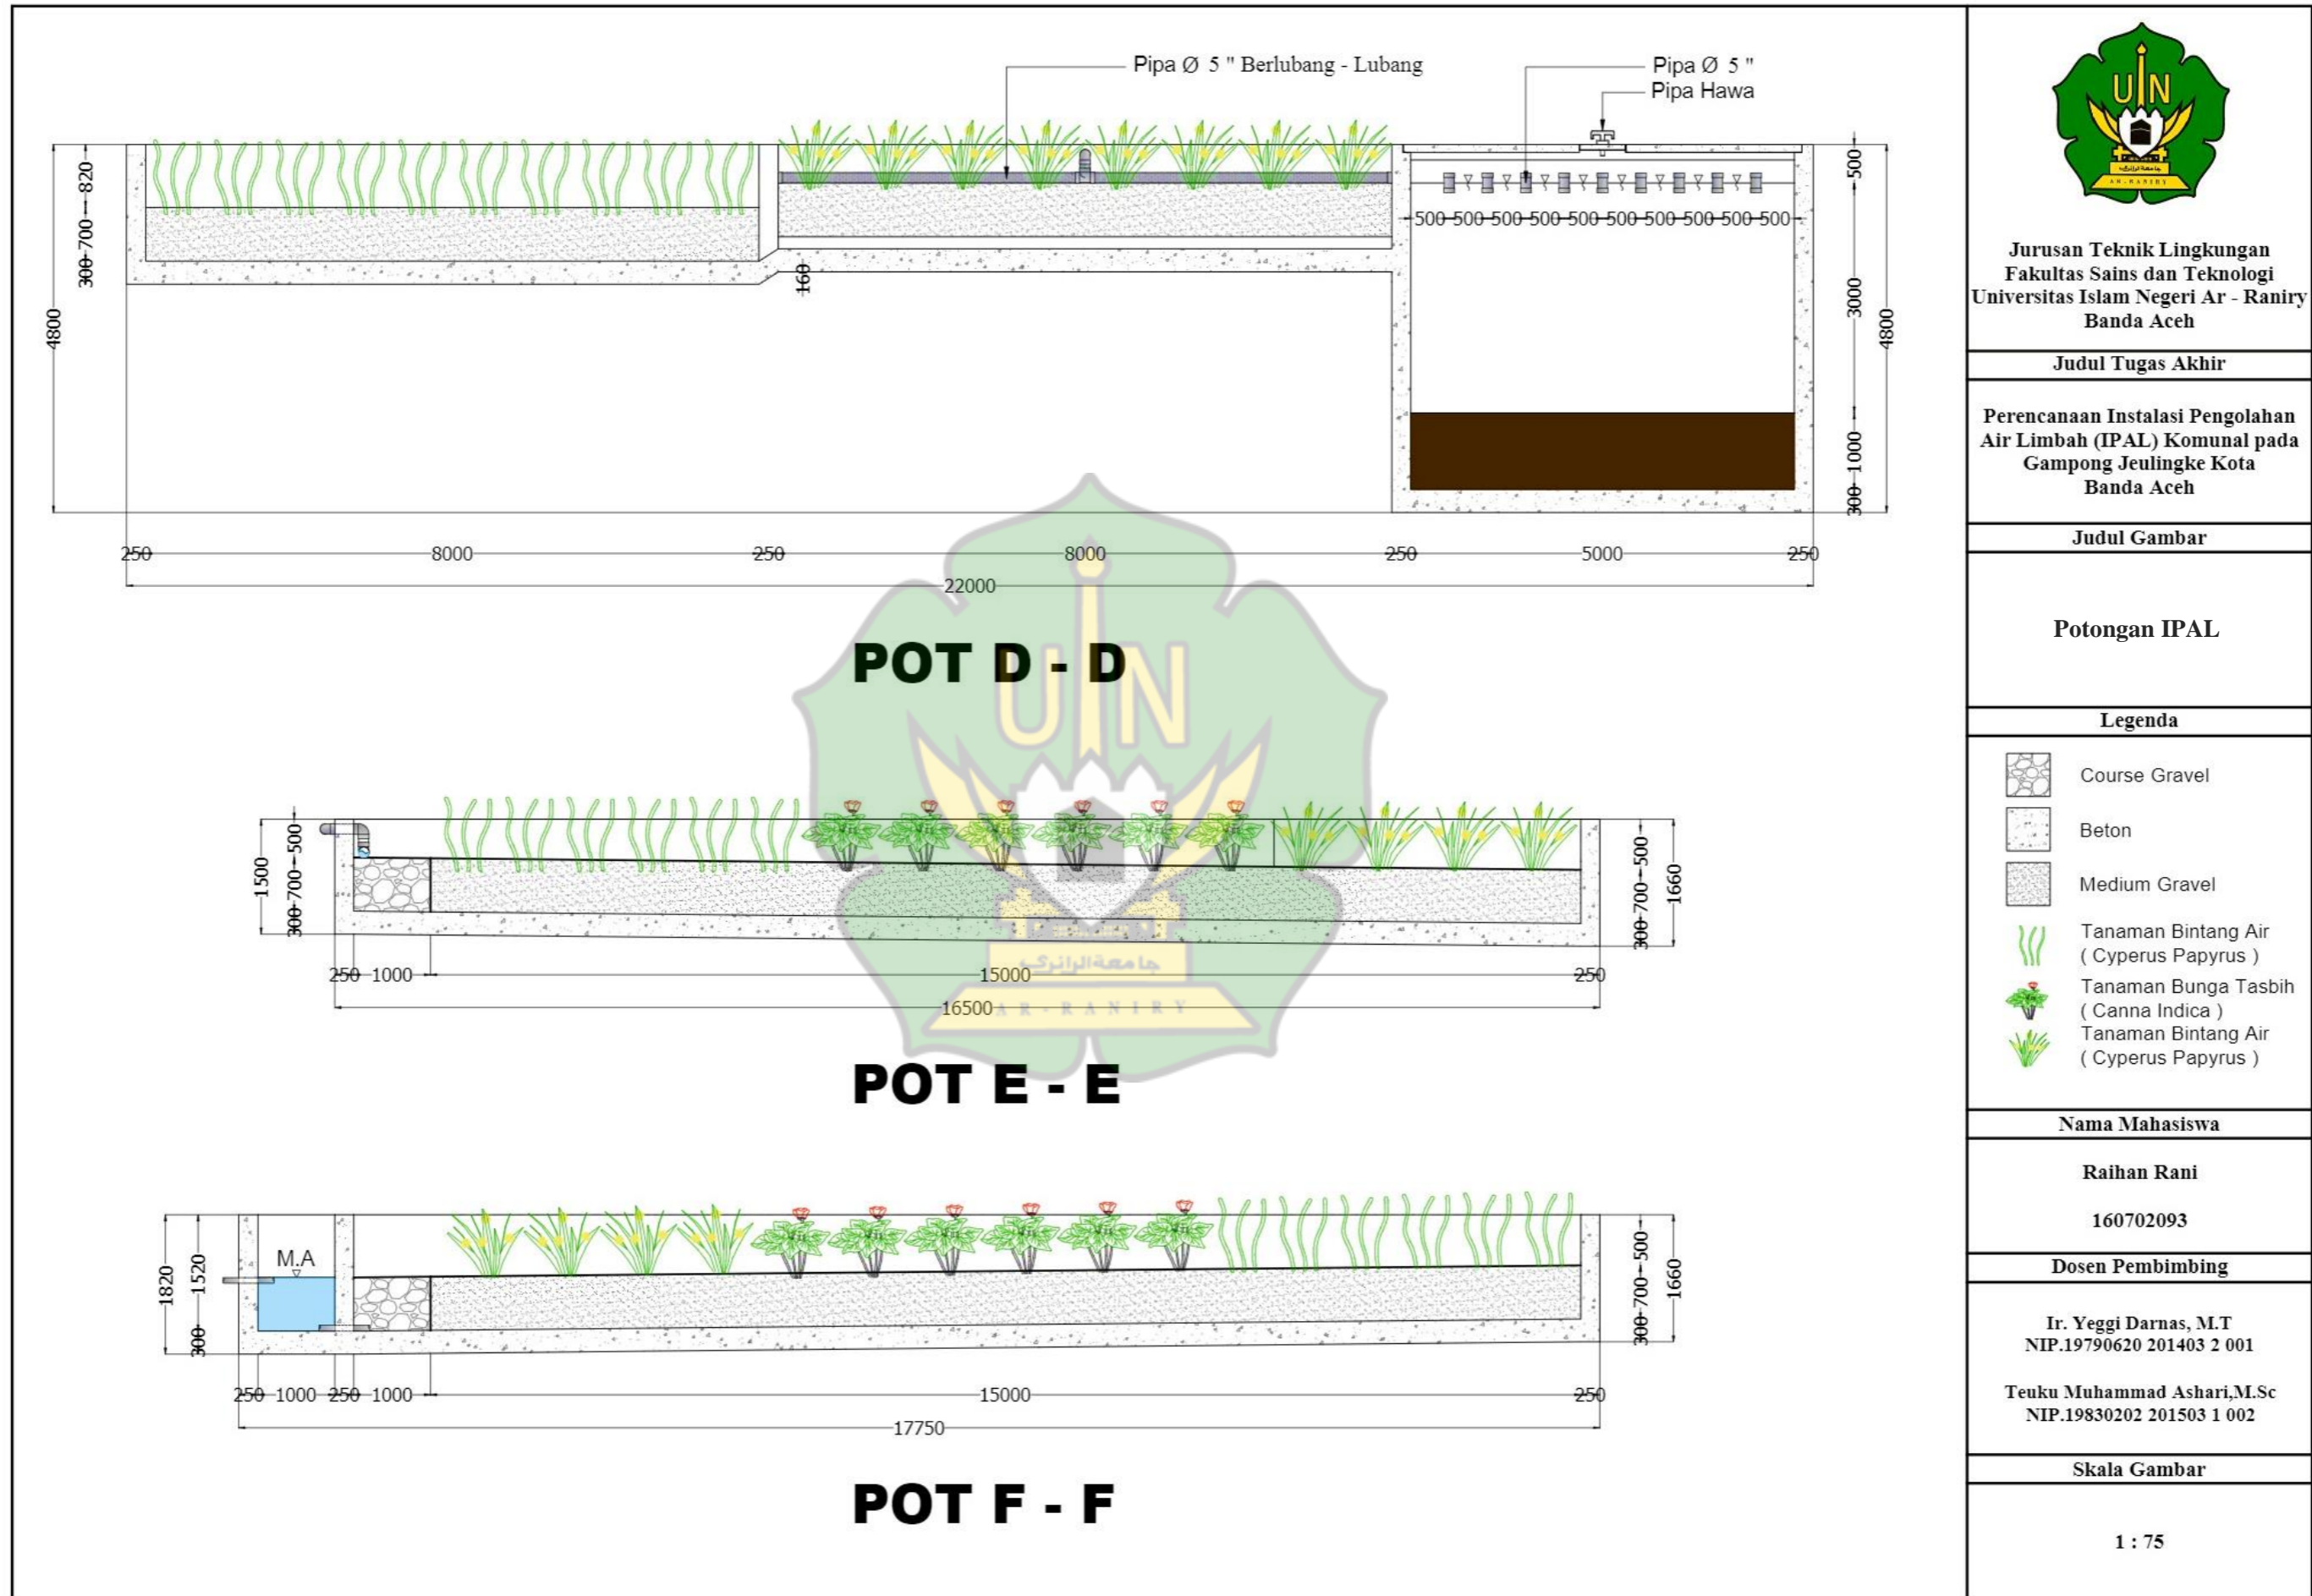 Pipa Ø 5 " Berlubang - Lubang
Pipa Ø 5 "
Pipa Hawa
4800
820
700
300
160
500 500 500 500 500 500 500 500 500 500
500
3000
1000
300
4800
250 8000 250 8000 250 5000 250
22000
POT D - D
1500
500
700
300
500
700
300
1660
250 1000 15000 250
16500
POT E - E
M.A
1820
1520
300
500
700
300
1660
250 1000 250 1000 15000 250
17750
POT F - F
UIN
جامعة الرانري
AR - RANIRY
UIN
جامعة الرانري
AR-RANIRY
Jurusan Teknik Lingkungan
Fakultas Sains dan Teknologi
Universitas Islam Negeri Ar - Raniry
Banda Aceh
Judul Tugas Akhir
Perencanaan Instalasi Pengolahan
Air Limbah (IPAL) Komunal pada
Gampong Jeulingke Kota
Banda Aceh
Judul Gambar
Potongan IPAL
Legenda
Course Gravel
Beton
Medium Gravel
Tanaman Bintang Air
( Cyperus Papyrus )
Tanaman Bunga Tasbih
( Canna Indica )
Tanaman Bintang Air
( Cyperus Papyrus )
Nama Mahasiswa
Raihan Rani
160702093
Dosen Pembimbing
Ir. Yeggi Darnas, M.T
NIP.19790620 201403 2 001
Teuku Muhammad Ashari,M.Sc
NIP.19830202 201503 1 002
Skala Gambar
1 : 75